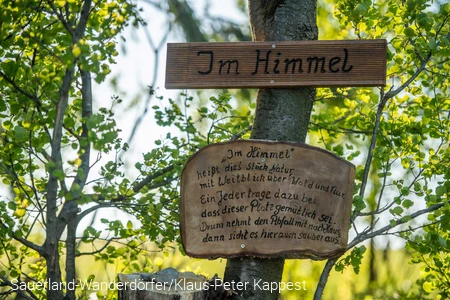 Im Himmel
„Im Himmel"
heißt dies Stück Natur
mit Weitblick über Wald und Flur.
Ein Jeder trage dazu bei
dass dieser Platz gemütlich sei.
Drum nehmt den Abfall mit nach Haus,
dann sieht es hier auch sauber aus.
Sauerland-Wanderdörfer/Klaus-Peter Kappest